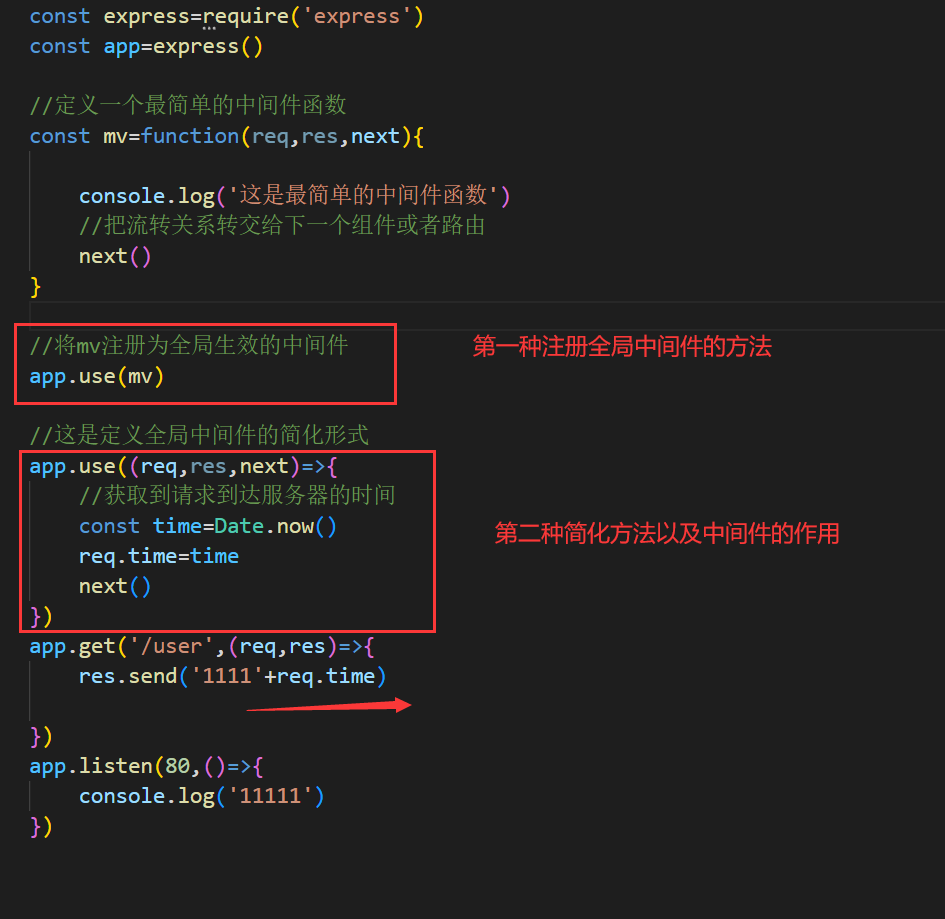 const express=require('express')
const app=express()
//定义一个最简单的中间件函数
const mv=function(req,res,next){
console.log('这是最简单的中间件函数')
//把流转关系转交给下一个组件或者路由
next()
}
//将mv注册为全局生效的中间件
第一种注册全局中间件的方法
app.use(mv)
//这是定义全局中间件的简化形式
app.use((req,res,next)=>{
//获取到请求到达服务器的时间
const time=Date.now()
第二种简化方法以及中间件的作用
req.time=time
next()
})
app.get('/user',(req,res)=>{
res.send('1111'+req.time)
})
app.listen(80,()=>{
console.log('11111')
})